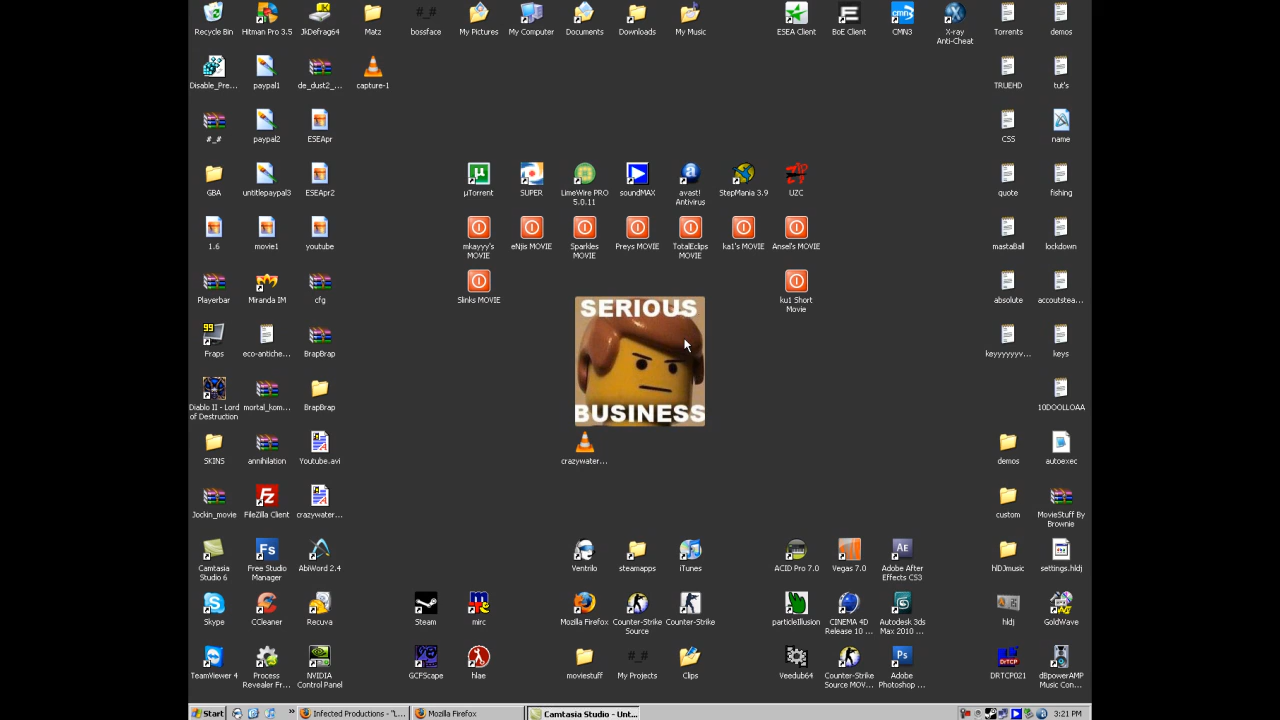 Recycle Bin
Hitman Pro 3.5
JkDefrag64
Matz
bossface
My Pictures
My Computer
Documents
Downloads
My Music
ESEA Client
BoE Client
CMN3
X-ray
Anti-Cheat
Torrents
demos
Disable_Pre...
paypal1
de_dust2_...
capture-1
TRUEHD
tut's
#_#
paypal2
ESEApr
CSS
name
GBA
untitlepaypal3
ESEApr2
µTorrent
SUPER
LimeWire PRO
5.0.11
soundMAX
avast!
Antivirus
StepMania 3.9
UZC
quote
fishing
1.6
movie1
youtube
mkayyy's
MOVIE
eNjis MOVIE
Sparkles
MOVIE
Preys MOVIE
TotalEclips
MOVIE
ka1's MOVIE
Ansel's MOVIE
mastaBall
lockdown
Playerbar
Miranda IM
cfg
Slinks MOVIE
ku1 Short
Movie
absolute
accoutstea...
SERIOUS
BUSINESS
99
Fraps
eco-antiche...
BrapBrap
keyyyyyyv...
keys
Diablo II - Lord
of Destruction
mortal_kom...
BrapBrap
10DOOLLOAA
SKINS
annihilation
Youtube.avi
crazywater...
demos
autoexec
Jockin_movie
FileZilla Client
crazywater...
custom
MovieStuff By
Brownie
Camtasia
Studio 6
Free Studio
Manager
AbiWord 2.4
Ventrilo
steamapps
iTunes
ACID Pro 7.0
Vegas 7.0
Adobe After
Effects CS3
hlDJmusic
settings.hldj
Skype
CCleaner
Recuva
Steam
mirc
Mozilla Firefox
Counter-Strike
Source
Counter-Strike
particleIllusion
CINEMA 4D
Release 10 ...
Autodesk 3ds
Max 2010 ...
hldj
GoldWave
TeamViewer 4
Process
Revealer Fr...
NVIDIA
Control Panel
GCFScape
hlae
moviestuff
My Projects
Clips
Veedub64
Counter-Strike
Source MOV...
Adobe
Photoshop ...
DRTCP021
dBpowerAMP
Music Con...
Start
Infected Productions - "L...
Mozilla Firefox
Camtasia Studio - Unt...
3:21 PM